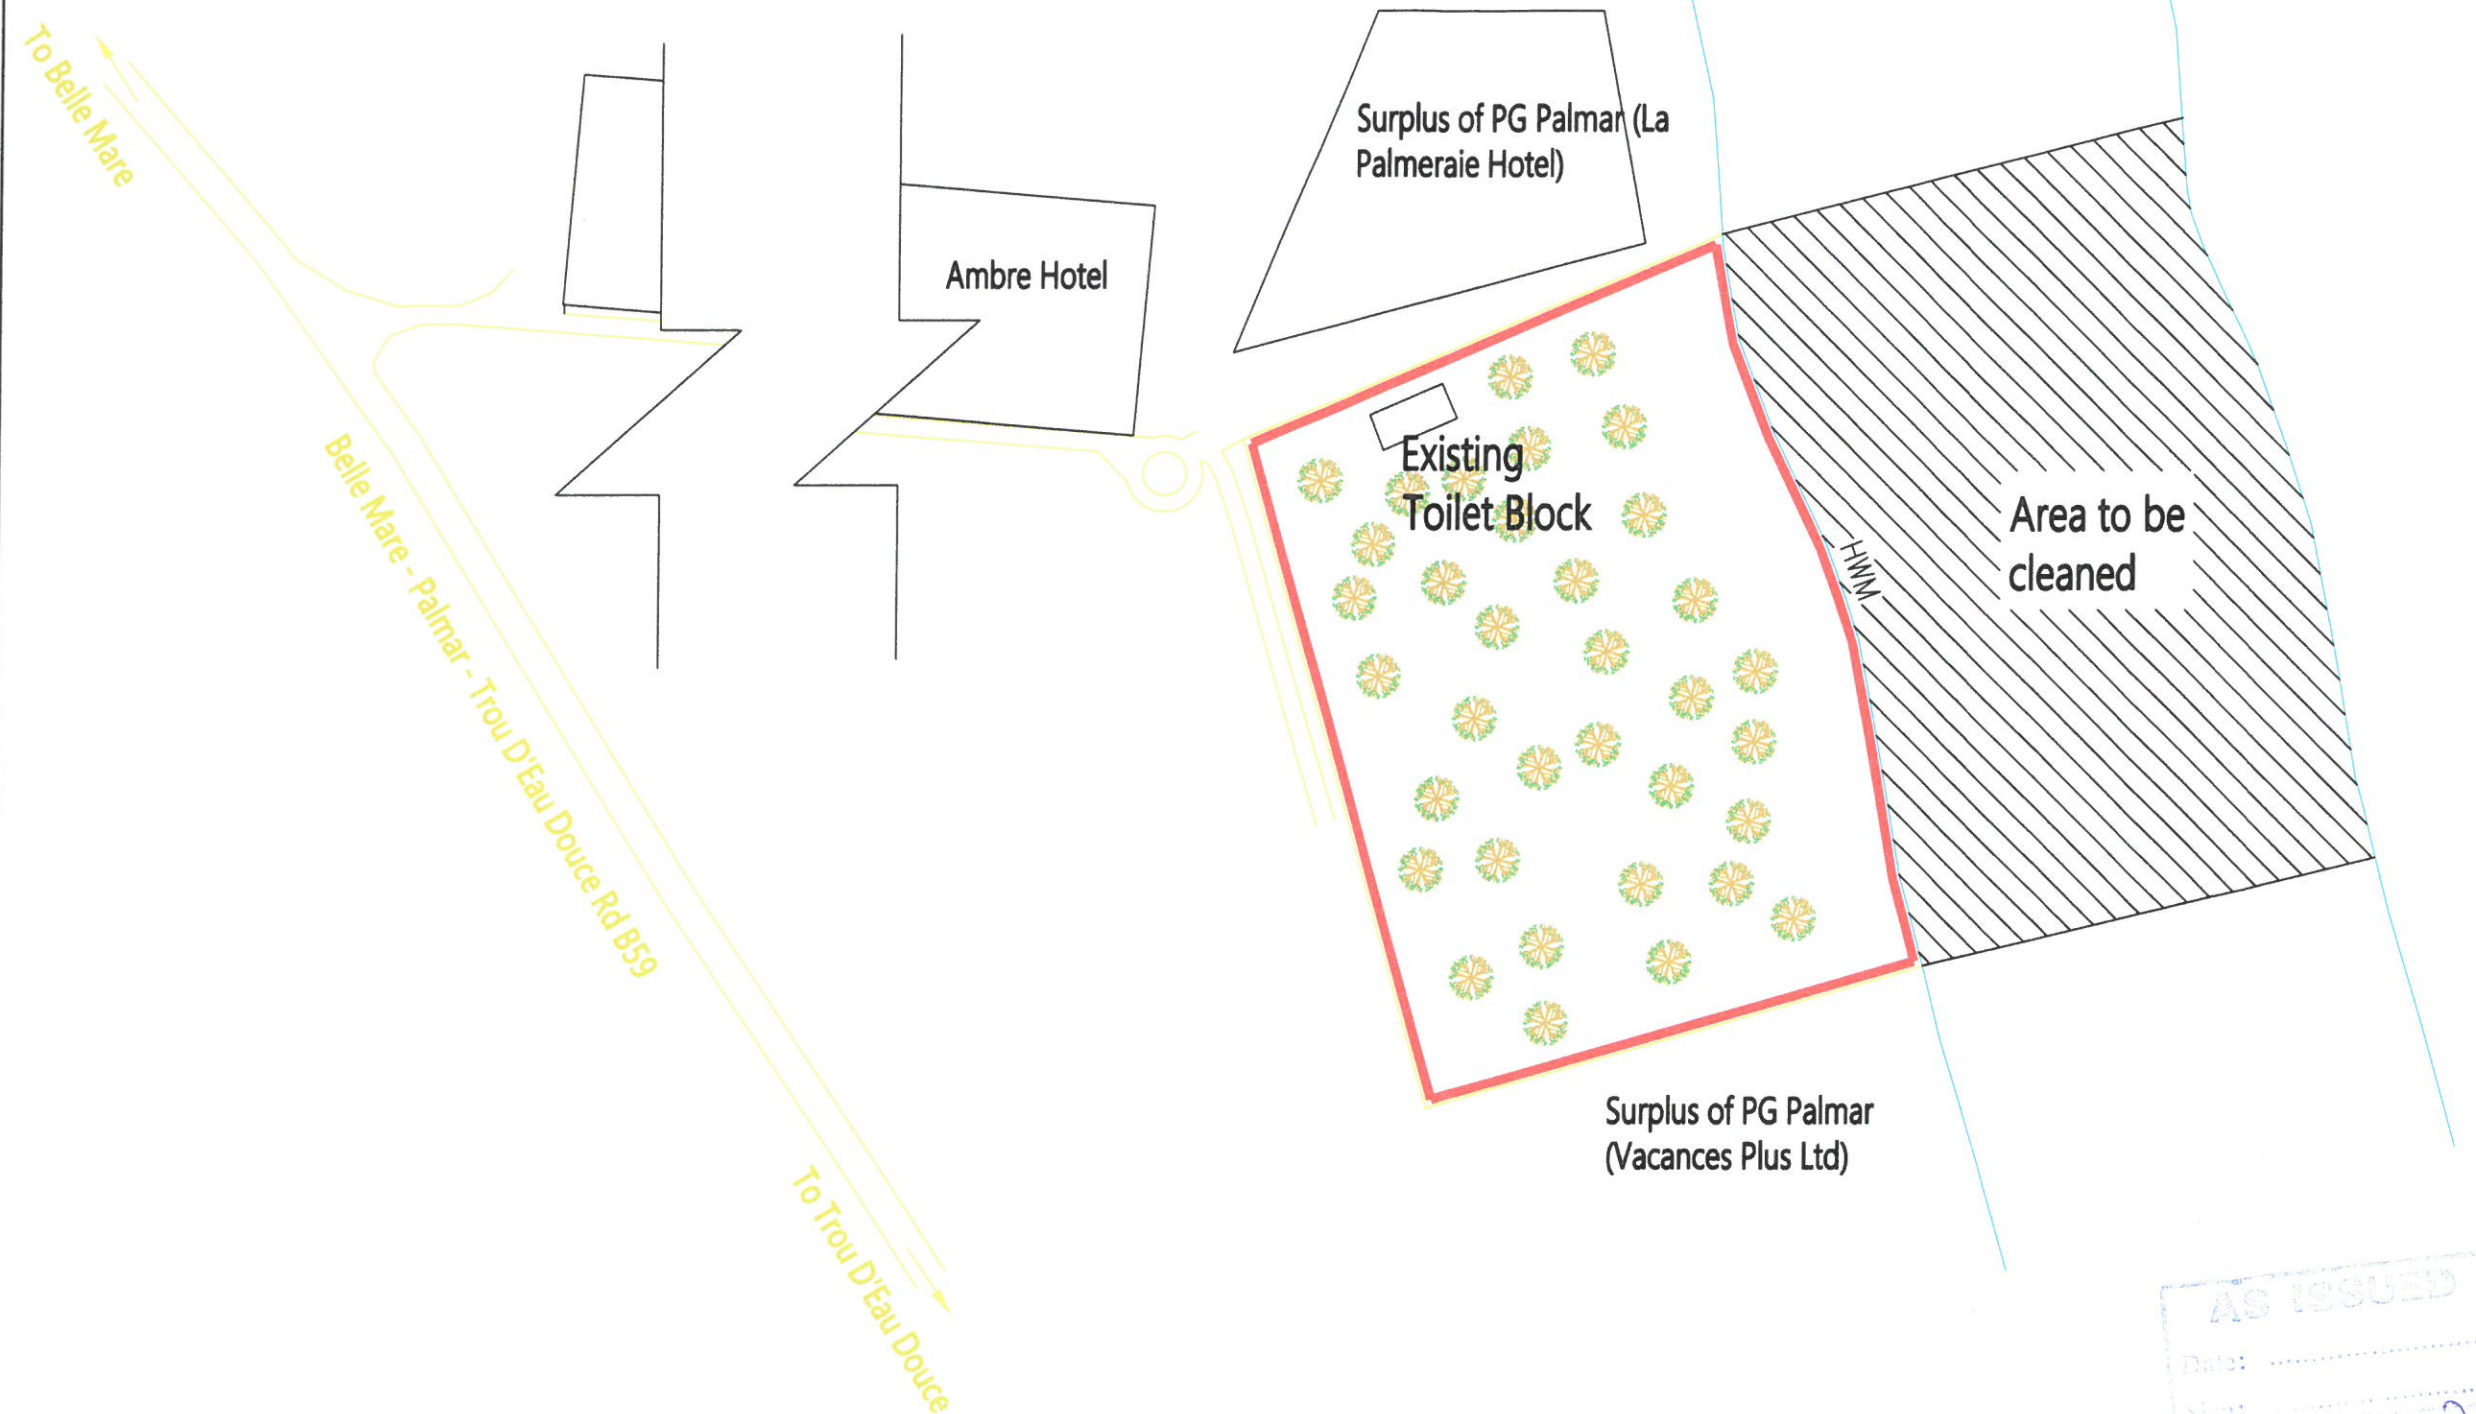 To Belle Mare
Surplus of PG Palmar (La
Palmeraie Hotel)
Ambre Hotel
Existing
Toilet Block
Belle Mare - Palmar - Trou D'Eau Douce Rd B59
HWM
Area to be
cleaned
Surplus of PG Palmar
(Vacances Plus Ltd)
To Trou D'Eau Douce
AS ISSUED
Date: